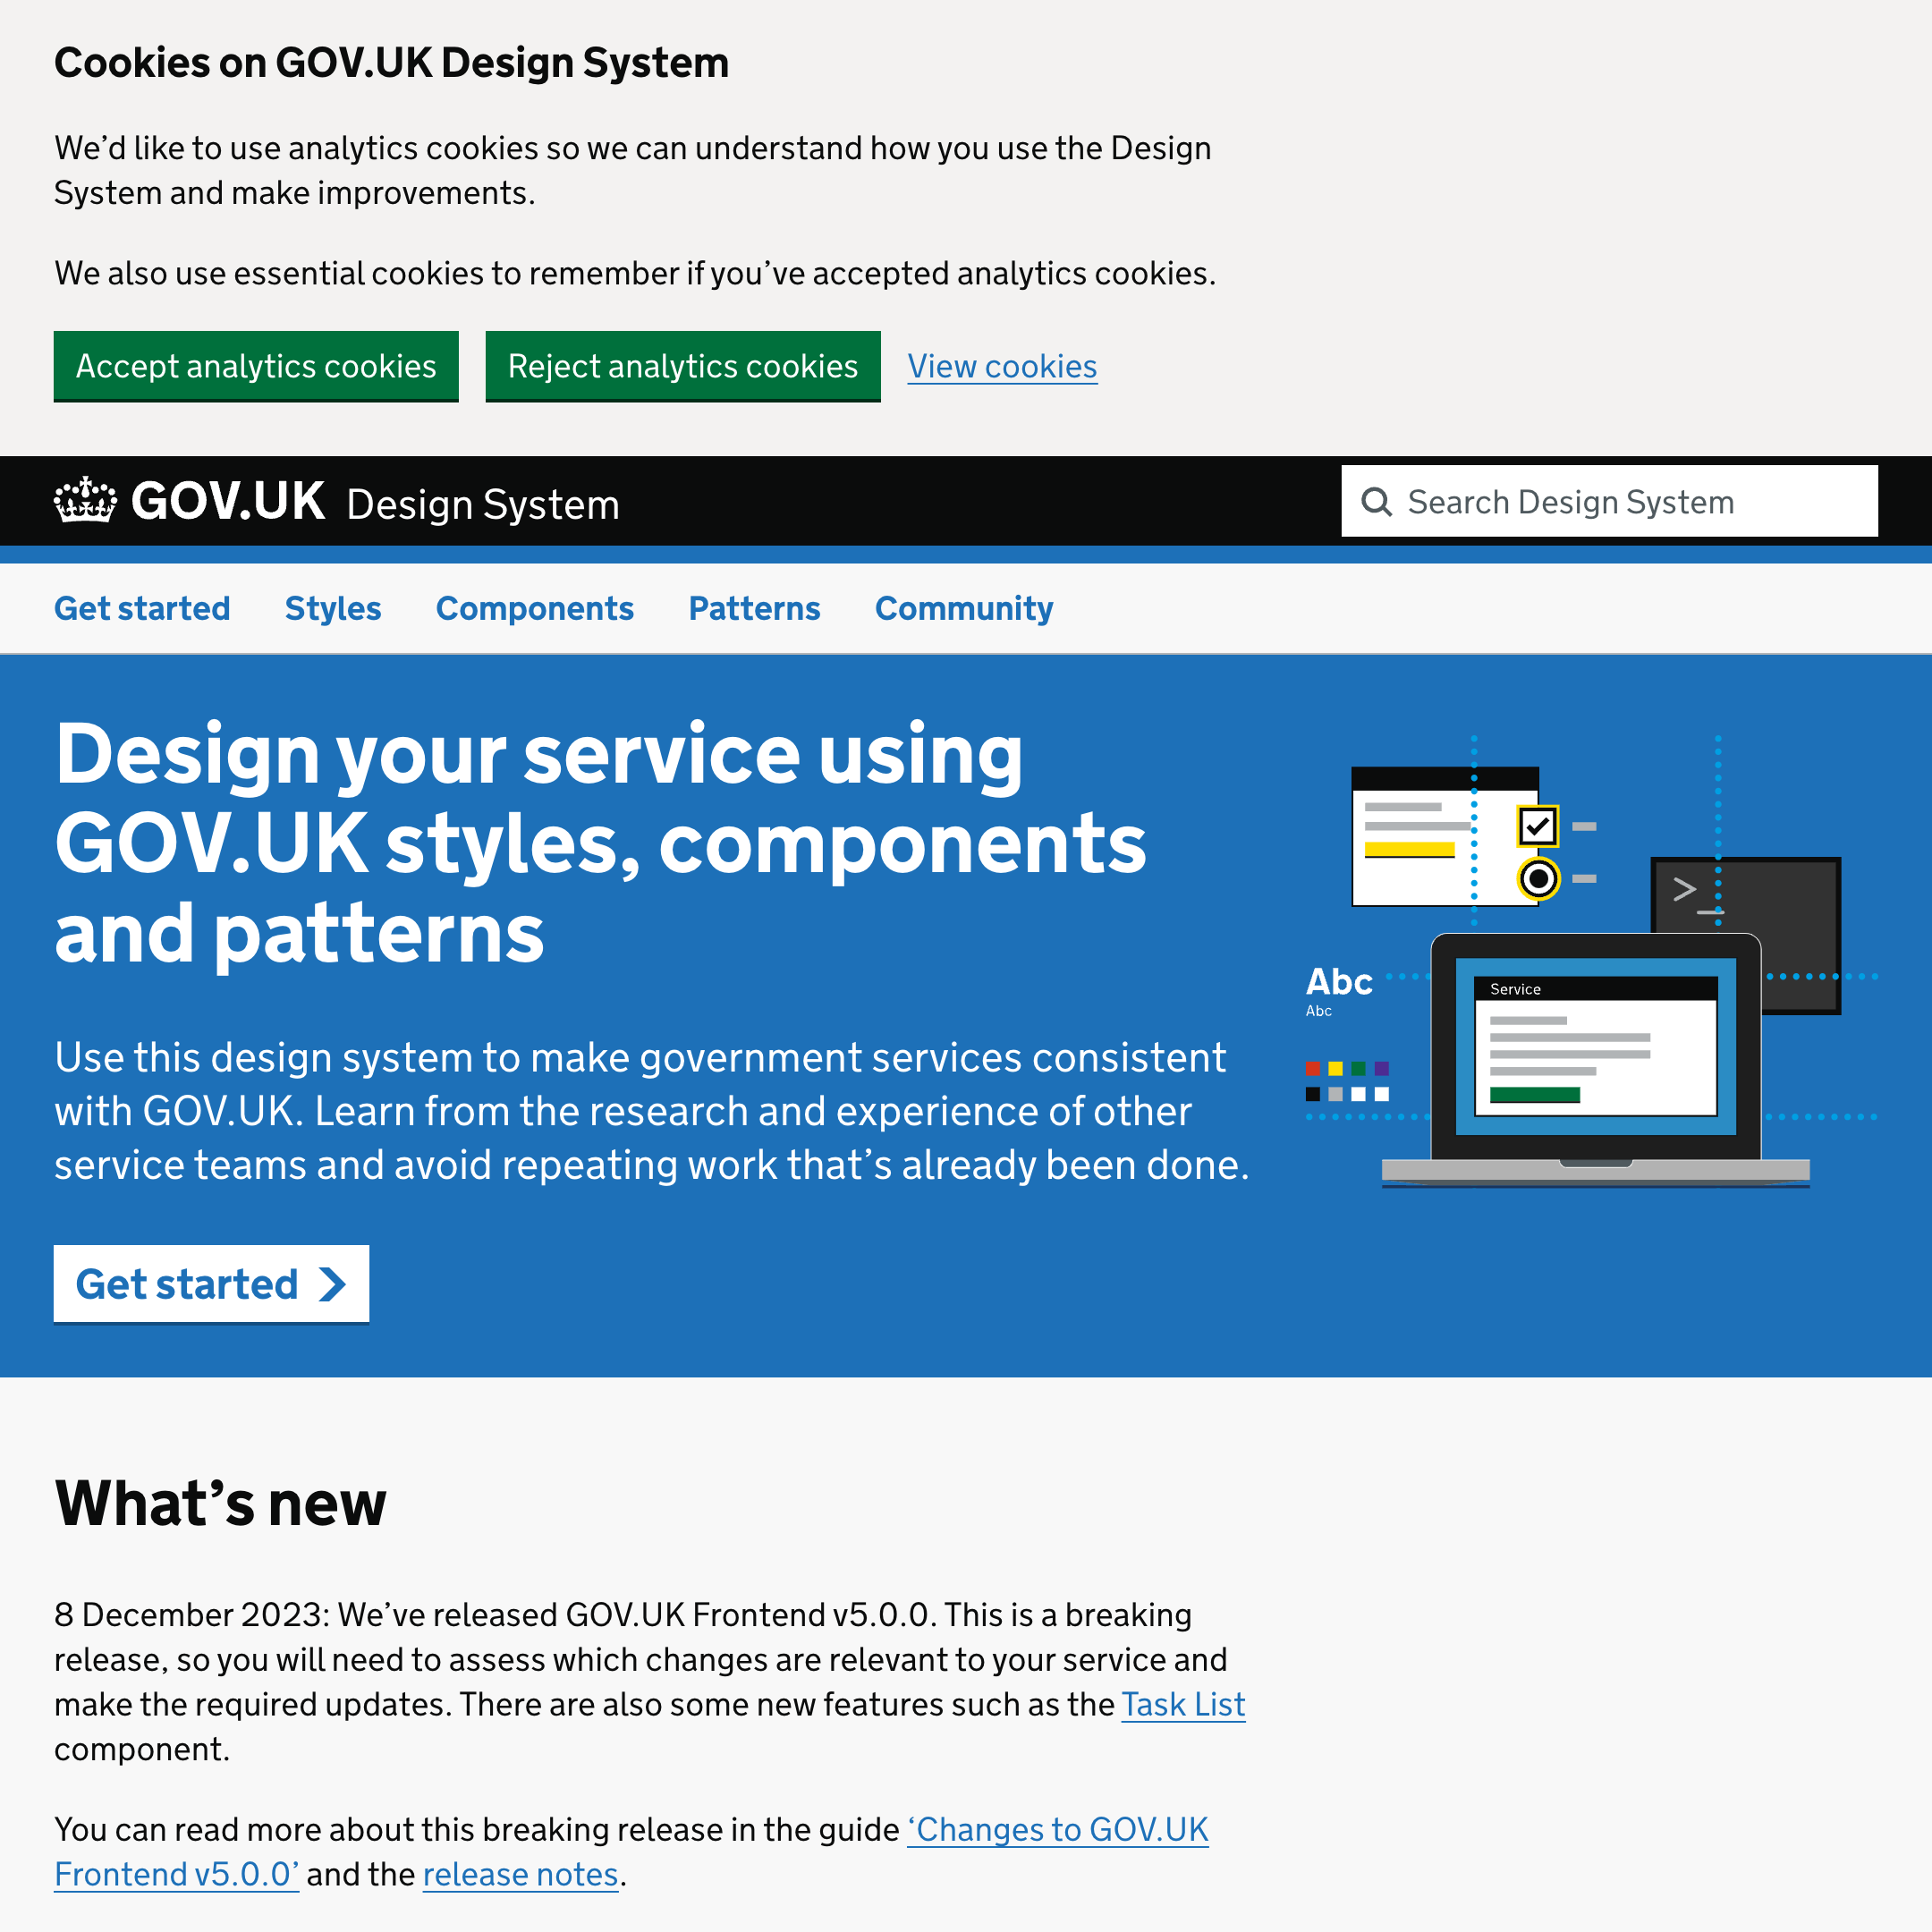 Cookies on GOV.UK Design System
We’d like to use analytics cookies so we can understand how you use the Design
System and make improvements.
We also use essential cookies to remember if you’ve accepted analytics cookies.
Accept analytics cookies
Reject analytics cookies
View cookies
GOV.UK Design System
Search Design System
Get started
Styles
Components
Patterns
Community
Design your service using
GOV.UK styles, components
and patterns
Use this design system to make government services consistent
with GOV.UK. Learn from the research and experience of other
service teams and avoid repeating work that’s already been done.
Get started
>_
Abc
Abc
Service
What’s new
8 December 2023: We’ve released GOV.UK Frontend v5.0.0. This is a breaking
release, so you will need to assess which changes are relevant to your service and
make the required updates. There are also some new features such as the Task List
component.
You can read more about this breaking release in the guide ‘Changes to GOV.UK
Frontend v5.0.0’ and the release notes.